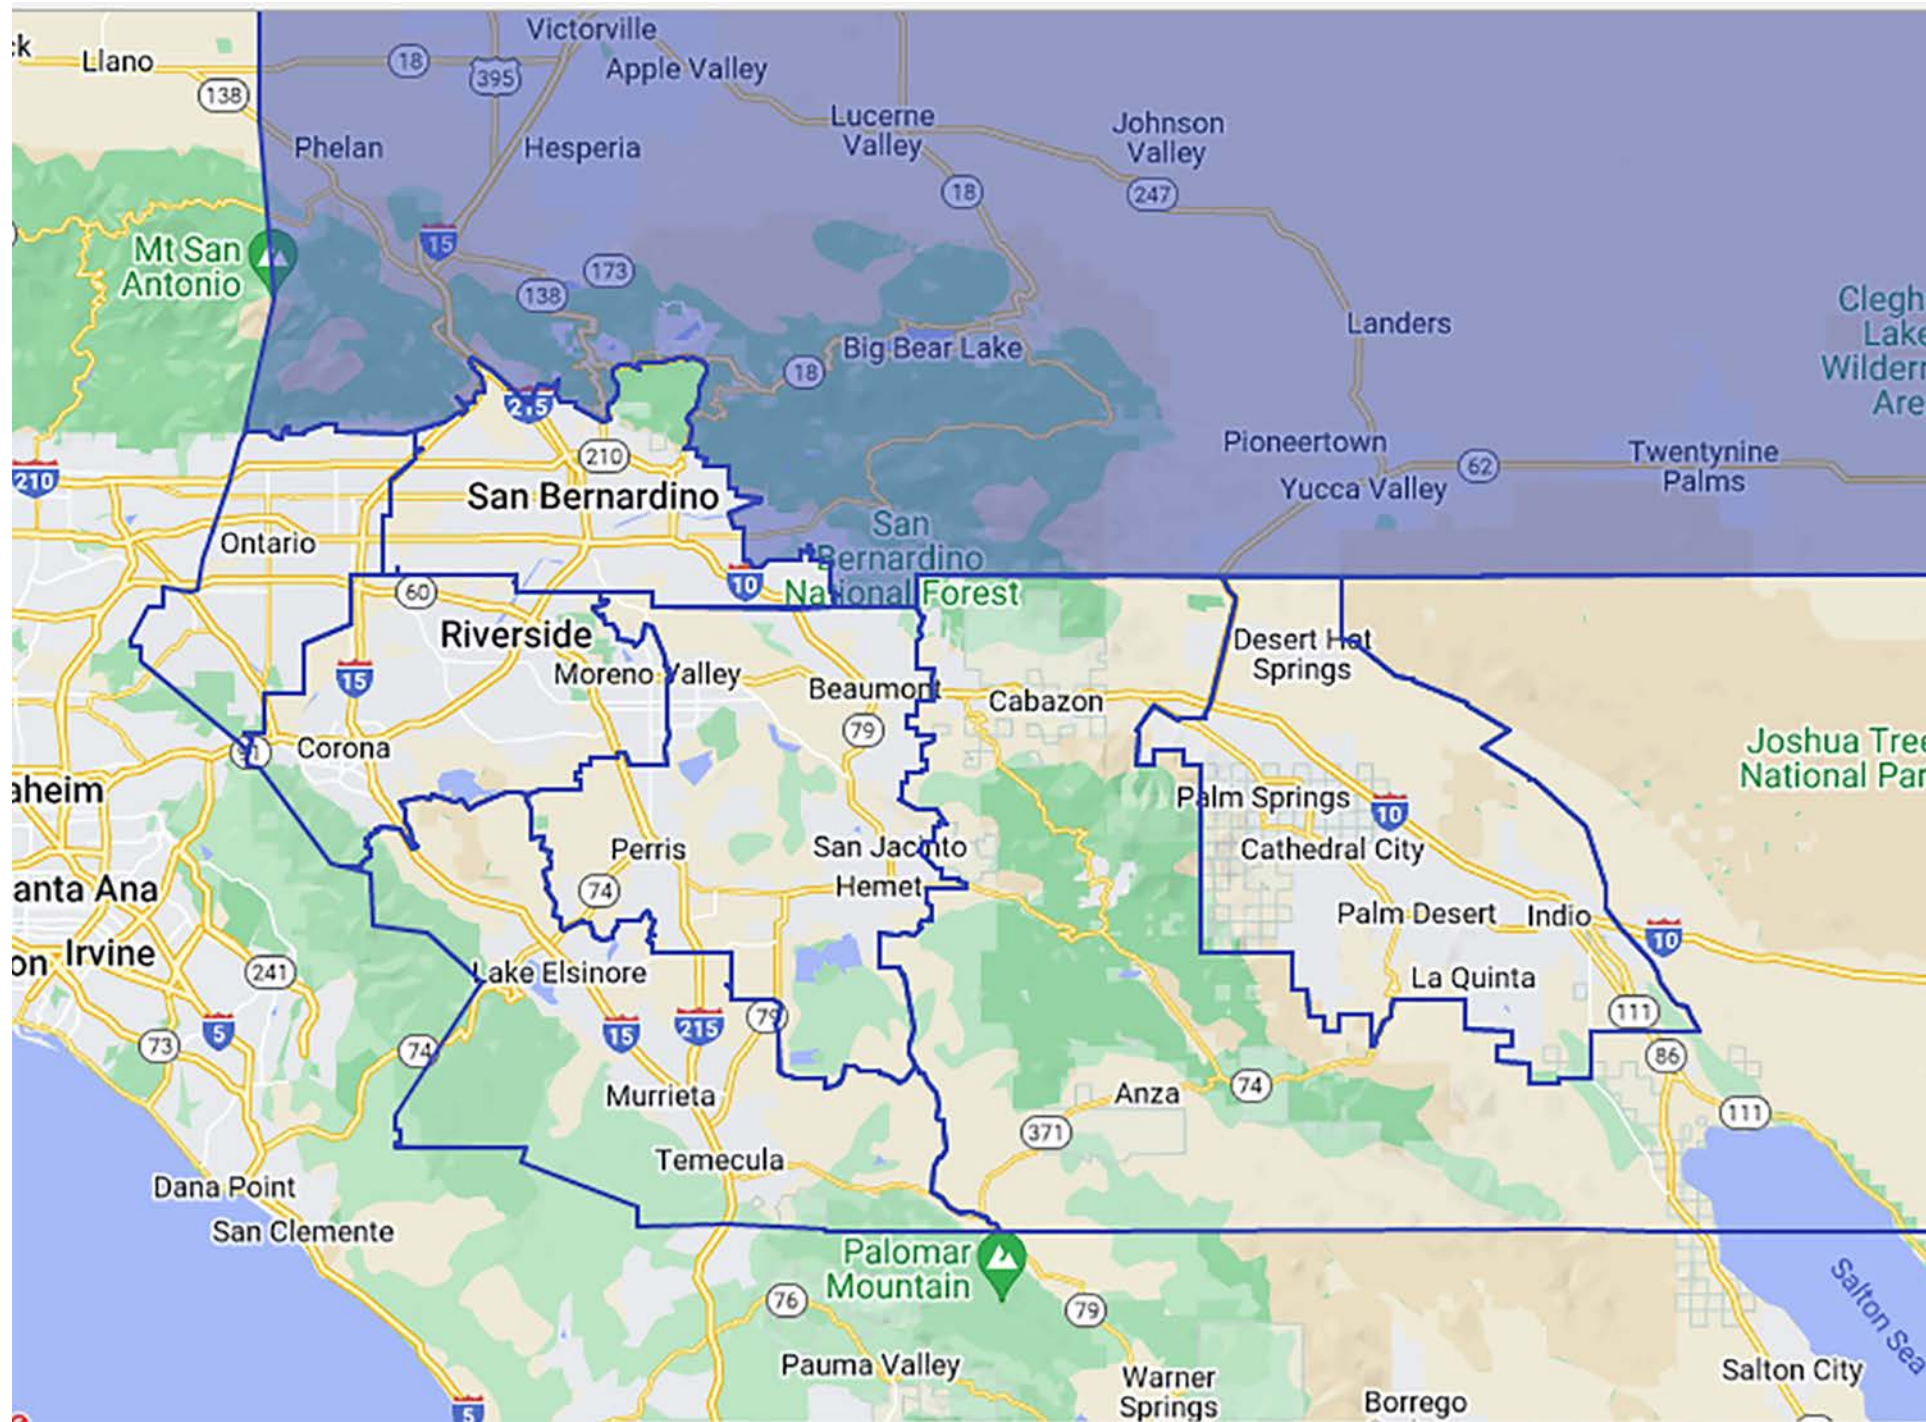 ck
Llano
138
18
395
Victorville
Apple Valley
Lucerne
Valley
Johnson
Valley
Phelan
Hesperia
18
247
Mt San
Antonio
15
173
138
Clegh
Lake
Wildern
Are
Landers
Big Bear Lake
18
215
210
210
Pioneertown
62
Twentynine
Palms
Yucca Valley
San Bernardino
San
Bernardino
National Forest
Ontario
10
60
Riverside
Desert Hot
Springs
15
Moreno Valley
Beaumont
Cabazon
79
91
Corona
Joshua Tree
National Par
aheim
Palm Springs
10
Perris
San Jacinto
Cathedral City
anta Ana
74
Hemet
Palm Desert
Indio
10
on
Irvine
241
Lake Elsinore
La Quinta
5
15
215
79
111
73
74
86
Murrieta
Anza
74
111
371
Temecula
Dana Point
San Clemente
Palomar
Mountain
76
79
Salton Sea
Pauma Valley
Warner
Springs
Salton City
5
Borrego